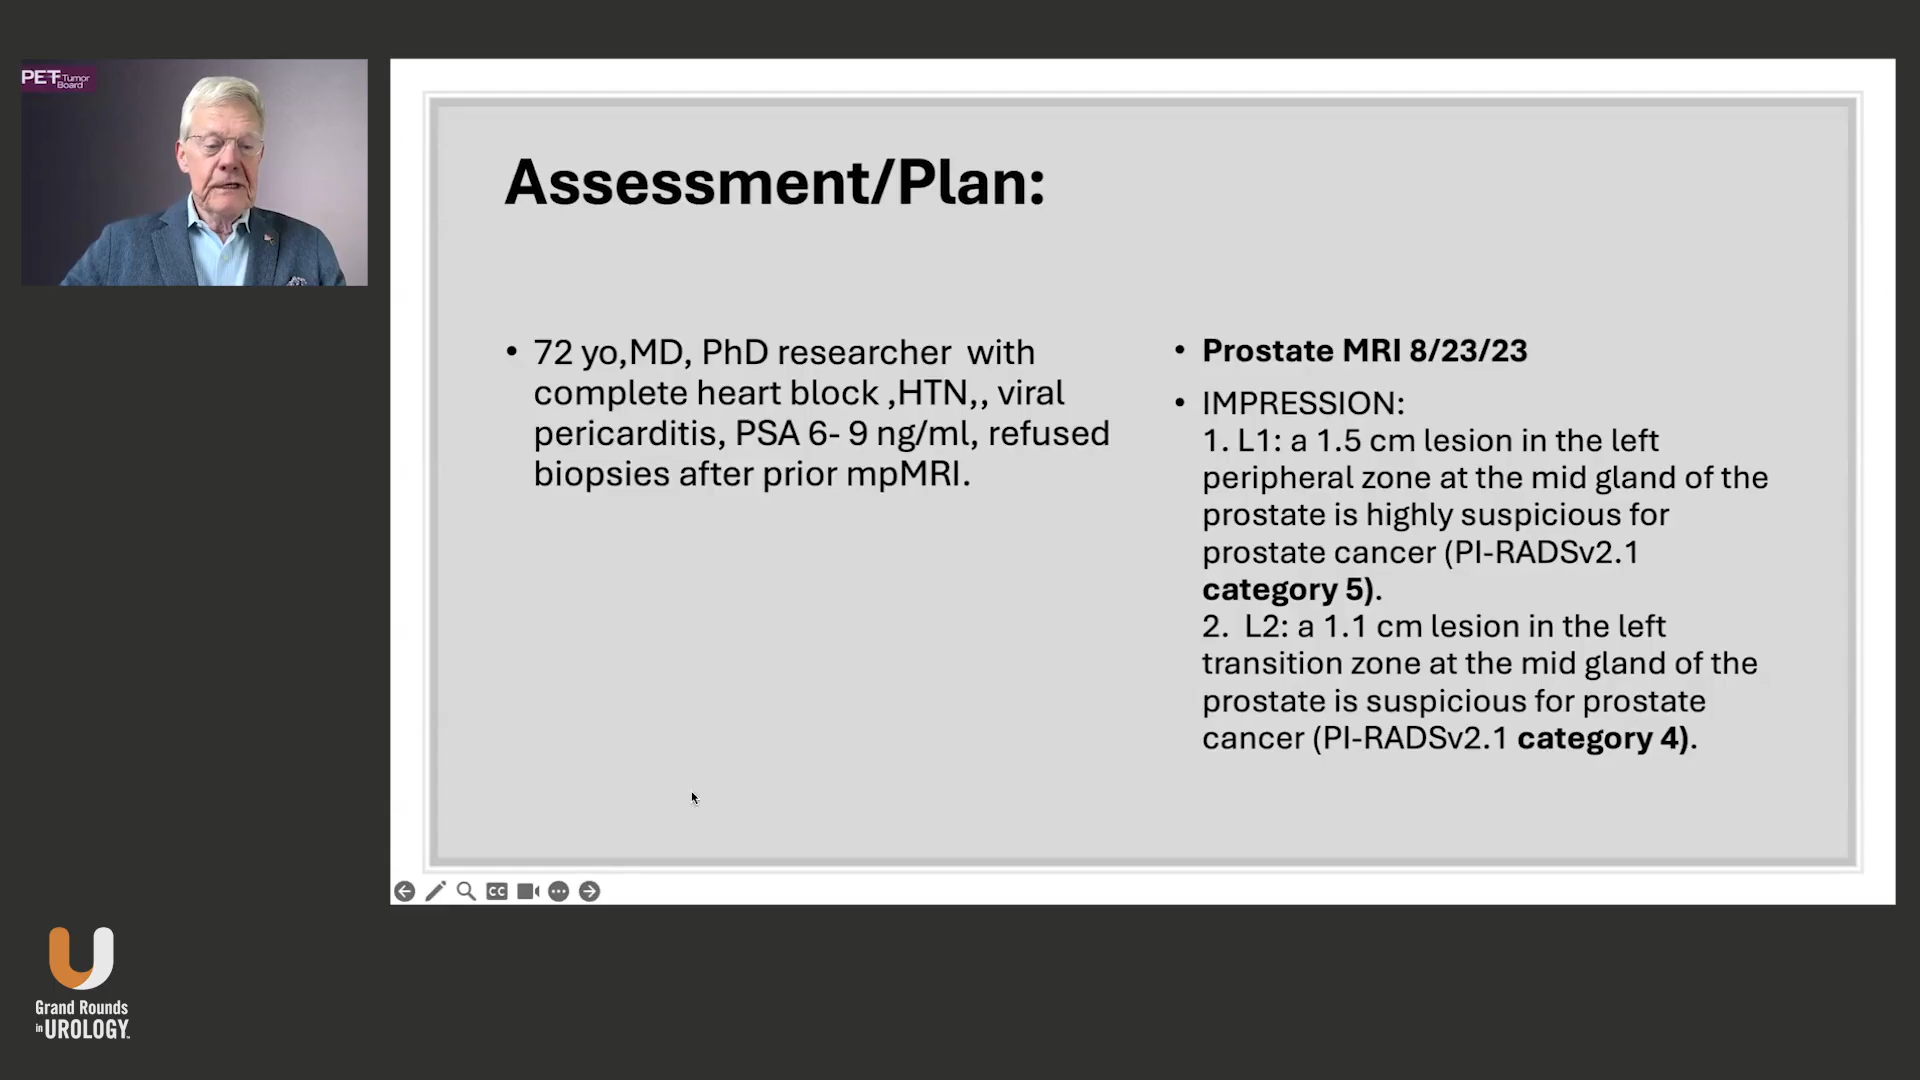 PET Tumor
Board
Assessment/Plan:
• 72 yo,MD, PhD researcher with
complete heart block ,HTN,, viral
pericarditis, PSA 6- 9 ng/ml, refused
biopsies after prior mpMRI.
• Prostate MRI 8/23/23
• IMPRESSION:
1. L1: a 1.5 cm lesion in the left
peripheral zone at the mid gland of the
prostate is highly suspicious for
prostate cancer (PI-RADSv2.1
category 5).
2. L2: a 1.1 cm lesion in the left
transition zone at the mid gland of the
prostate is suspicious for prostate
cancer (PI-RADSv2.1 category 4).
CC
Grand Rounds
in UROLOGY™